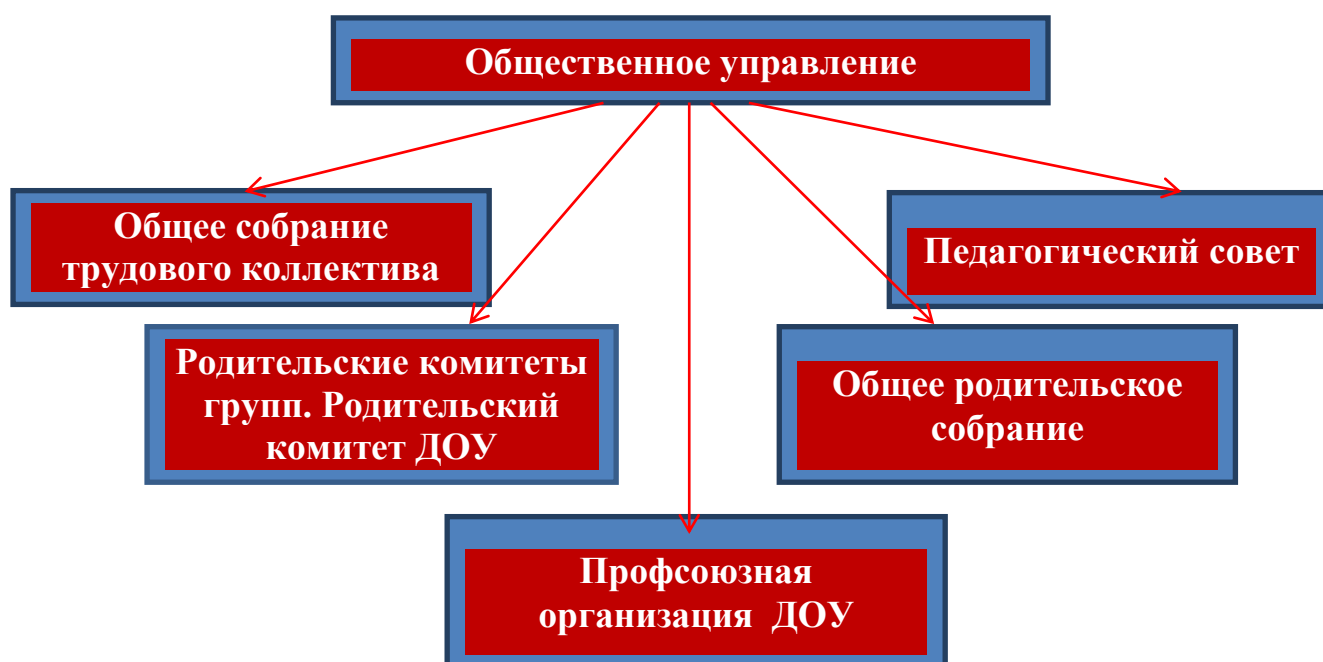 Общественное управление
Общее собрание
трудового коллектива
Педагогический совет
Родительские комитеты
групп. Родительский
комитет ДОУ
Общее родительское
собрание
Профсоюзная
организация ДОУ